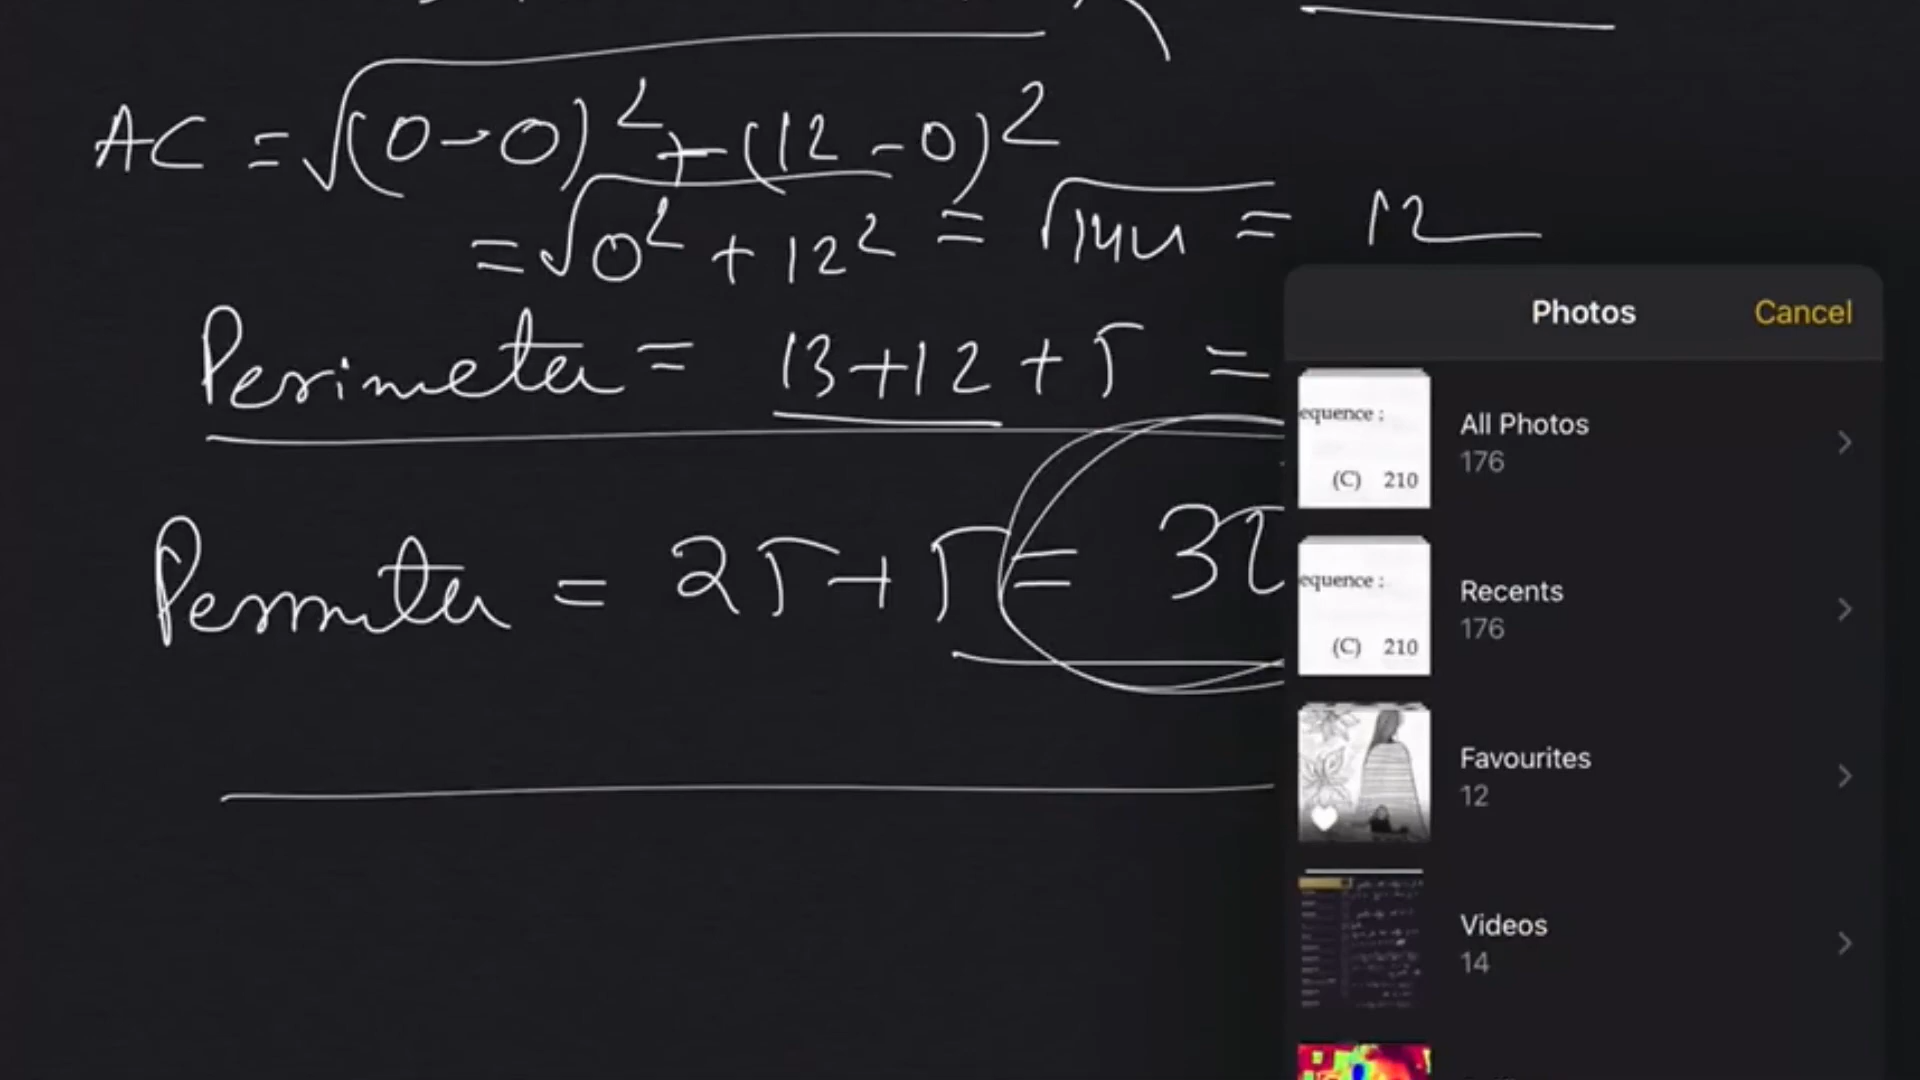 AC = √(0-0)² + (12-0)²
= √0² + 12² = √144 = 12
Perimeter = 13+12+5 =
Perimeter = 25+5 = 30
Photos
Cancel
equence :
(C) 210
All Photos
176
equence :
(C) 210
Recents
176
Favourites
12
Videos
14